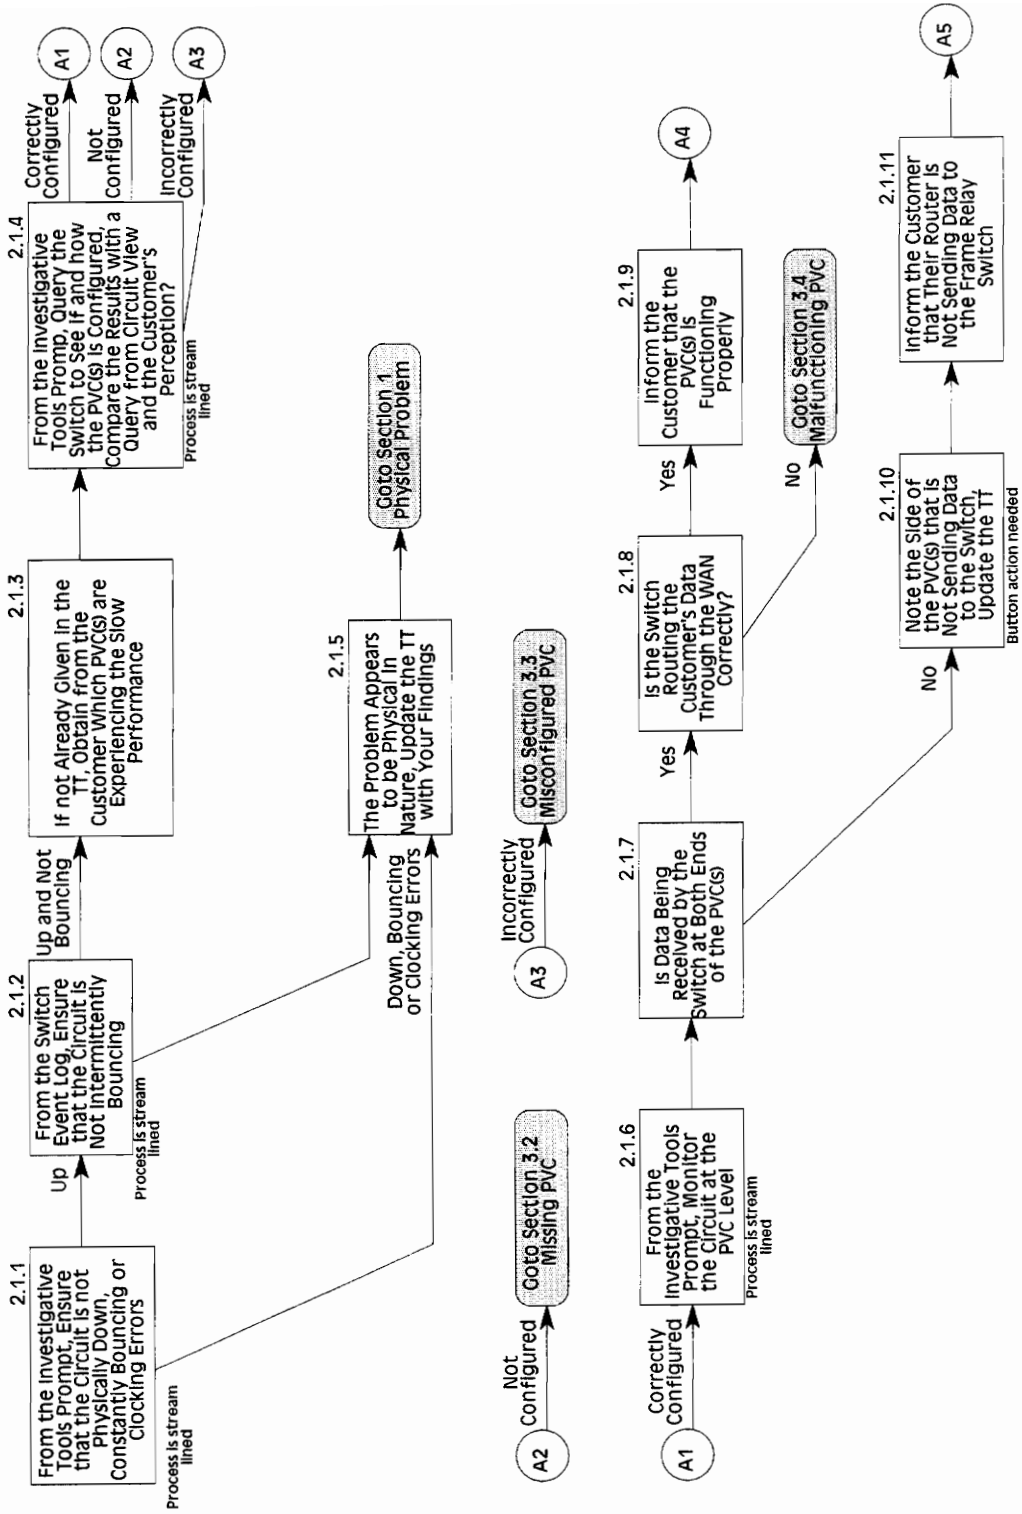 2.1.1
From the Investigative
Tools Prompt, Ensure
that the Circuit is not
Physically Down,
Constantly Bouncing or
Clocking Errors
Process is stream
lined
Up
2.1.2
From the Switch
Event Log, Ensure
that the Circuit is
Not Intermittently
Bouncing
Process is stream
lined
Up and Not
Bouncing
2.1.3
If not Already Given in the
TT, Obtain from the
Customer Which PVC(s) are
Experiencing the Slow
Performance
2.1.4
From the Investigative
Tools Promp, Query the
Switch to See if and how
the PVC(s) is Configured,
Compare the Results with a
Query from Circuit View
and the Customer's
Perception?
Process is stream
lined
Correctly
Configured
A1
Not
Configured
A2
Incorrectly
Configured
A3
Down, Bouncing
or Clocking Errors
2.1.5
The Problem Appears
to be Physical in
Nature, Update the TT
with Your Findings
Goto Section 1
Physical Problem
A2
Not
Configured
Goto Section 3.2
Missing PVC
A3
Incorrectly
Configured
Goto Section 3.3
Misconfigured PVC
A1
Correctly
Configured
2.1.6
From the
Investigative Tools
Prompt, Monitor
the Circuit at the
PVC Level
Process is stream
lined
2.1.7
Is Data Being
Received by the
Switch at Both Ends
of the PVC(s)
Yes
2.1.8
Is the Switch
Routing the
Customer's Data
Through the WAN
Correctly?
Yes
2.1.9
Inform the
Customer that the
PVC(s) is
Functioning
Properly
A4
No
Goto Section 3.4
Malfunctioning PVC
No
2.1.10
Note the Side of
the PVC(s) that is
Not Sending Data
to the Switch,
Update the TT
Button action needed
2.1.11
Inform the Customer
that Their Router is
Not Sending Data to
the Frame Relay
Switch
A5